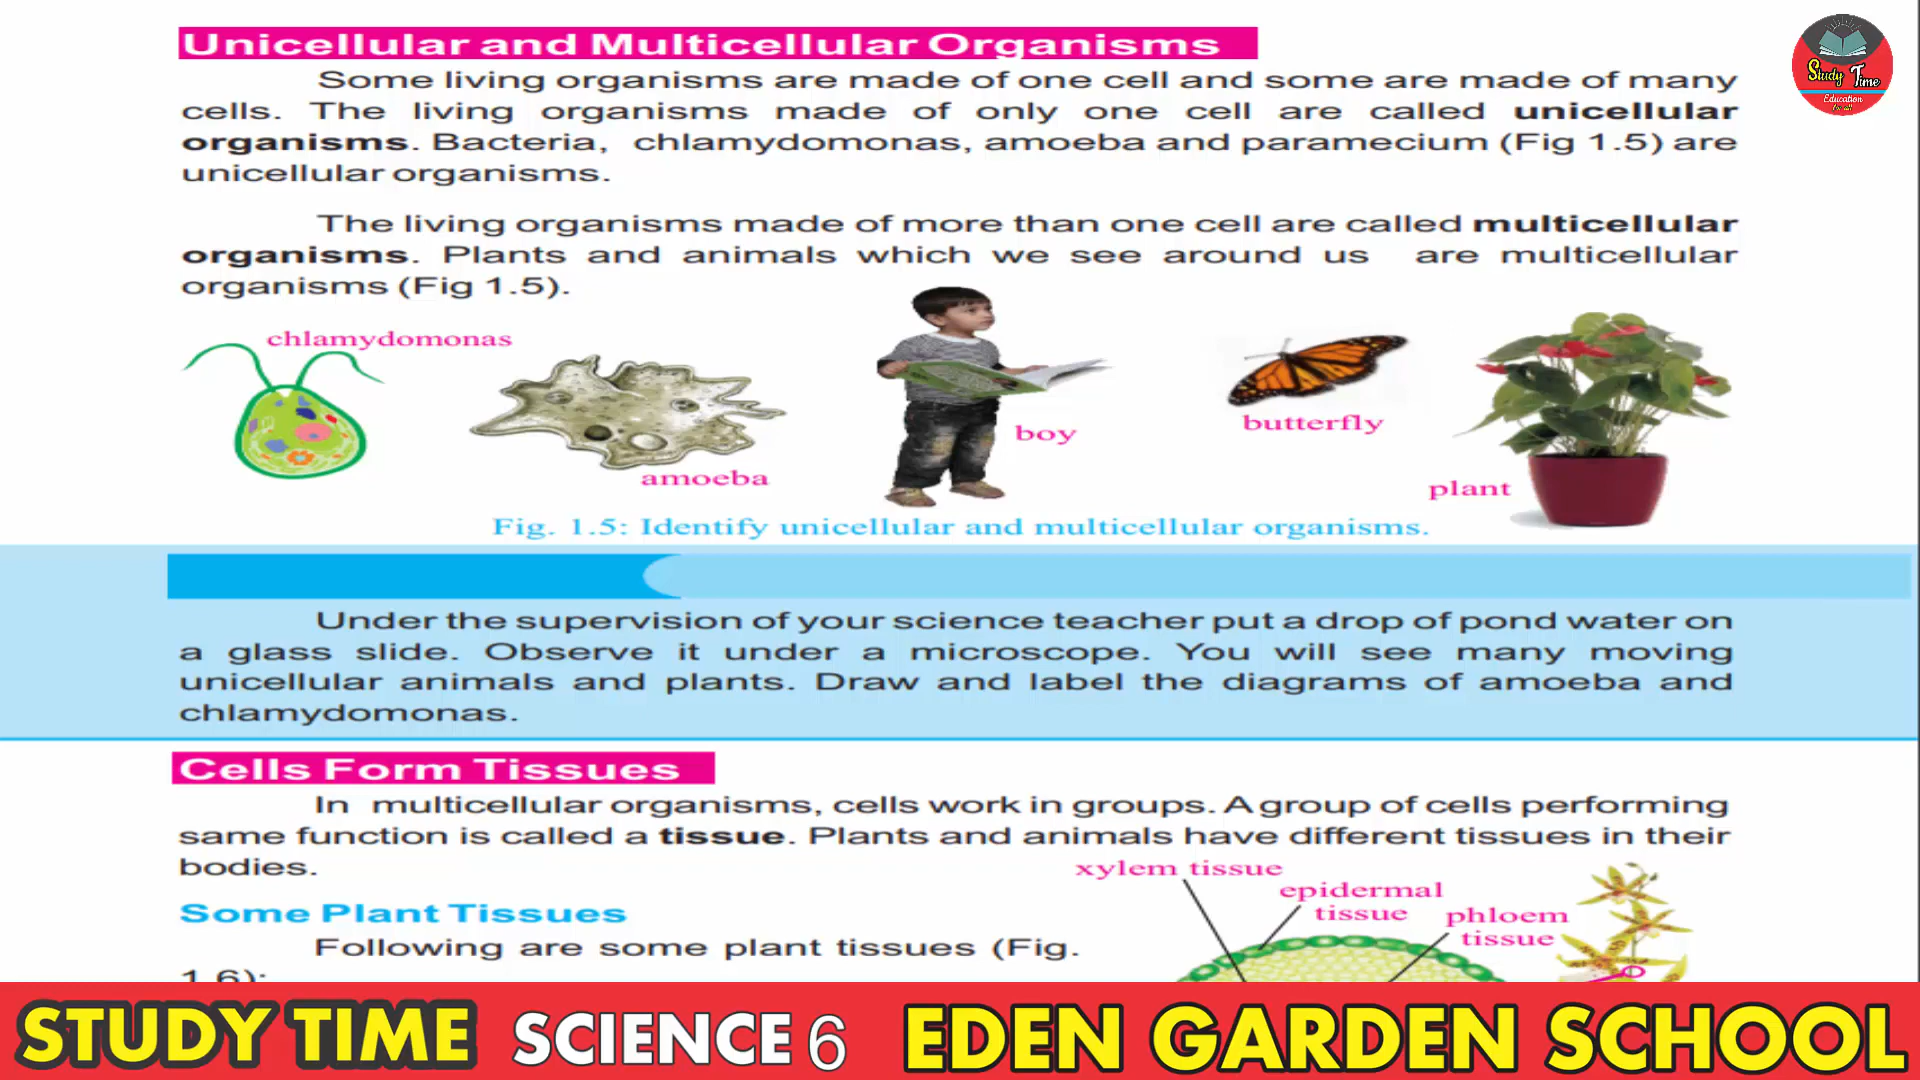 Unicellular and Multicellular Organisms
Study Time
Education
Some living organisms are made of one cell and some are made of many
cells. The living organisms made of only one cell are called unicellular
organisms. Bacteria, chlamydomonas, amoeba and paramecium (Fig 1.5) are
unicellular organisms.
The living organisms made of more than one cell are called multicellular
organisms. Plants and animals which we see around us are multicellular
organisms (Fig 1.5).
chlamydomonas
amoeba
boy
butterfly
plant
Fig. 1.5: Identify unicellular and multicellular organisms.
Under the supervision of your science teacher put a drop of pond water on
a glass slide. Observe it under a microscope. You will see many moving
unicellular animals and plants. Draw and label the diagrams of amoeba and
chlamydomonas.
Cells Form Tissues
In multicellular organisms, cells work in groups. A group of cells performing
same function is called a tissue. Plants and animals have different tissues in their
bodies.
xylem tissue
epidermal
tissue
phloem
tissue
Some Plant Tissues
Following are some plant tissues (Fig.
1.6):
STUDY TIME SCIENCE 6 EDEN GARDEN SCHOOL